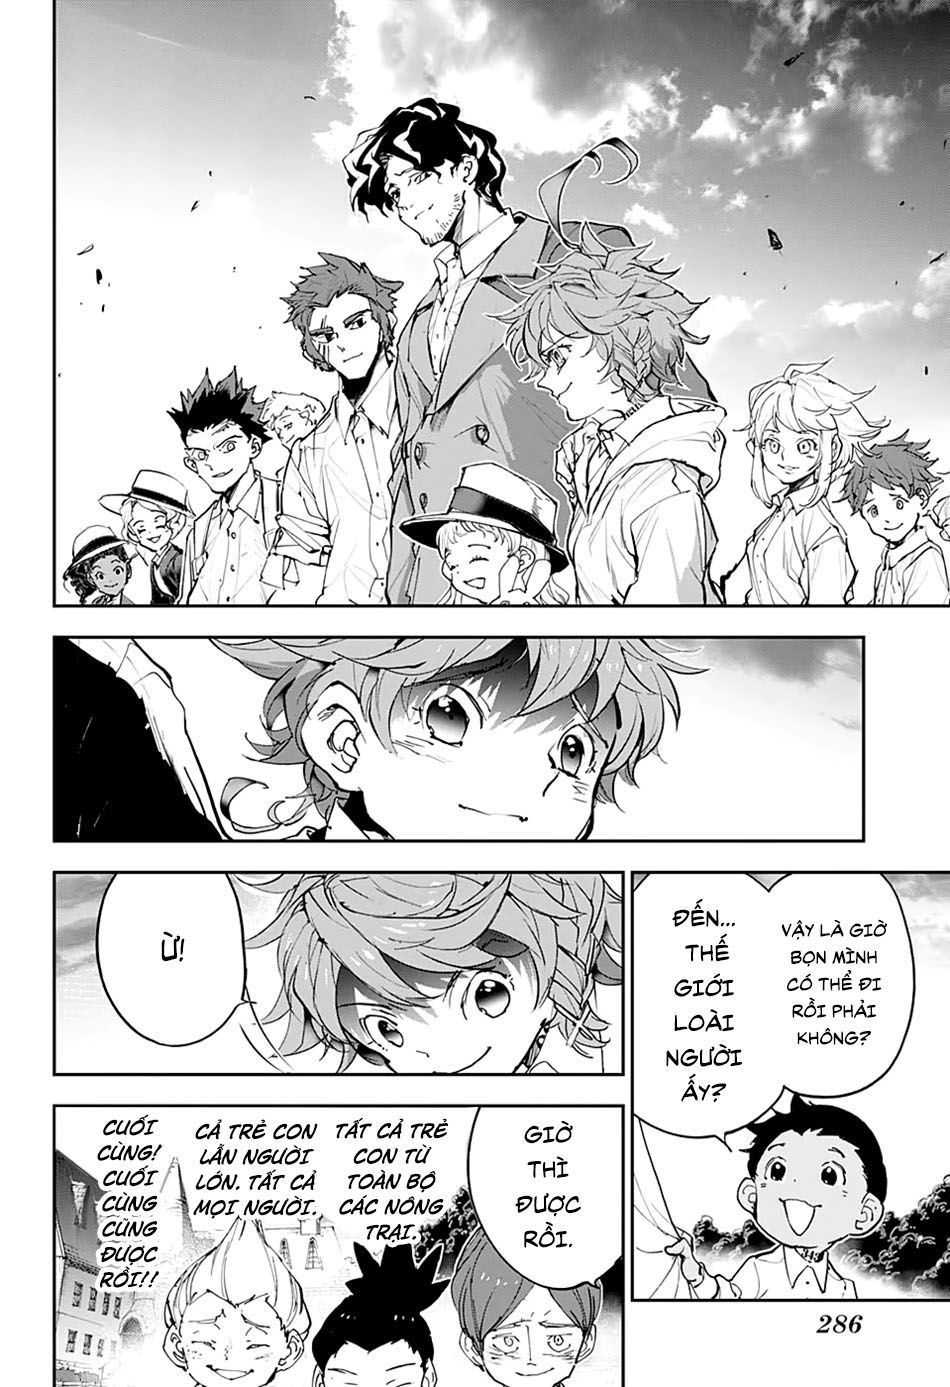 VẬY LÀ GIỜ
BỌN MÌNH
CÓ THỂ ĐI
RỒI PHẢI
KHÔNG?
ĐẾN...
THẾ
GIỚI
LOÀI
NGƯỜI
ẤY?
Ừ!
GIỜ
THÌ
ĐƯỢC
RỒI.
TẤT CẢ TRẺ
CON TỪ
TOÀN BỘ
CÁC NÔNG
TRẠI.
CẢ TRẺ CON
LẪN NGƯỜI
LỚN. TẤT CẢ
MỌI NGƯỜI.
CUỐI
CÙNG!
CUỐI
CÙNG
CŨNG
ĐƯỢC
RỒI!!
286